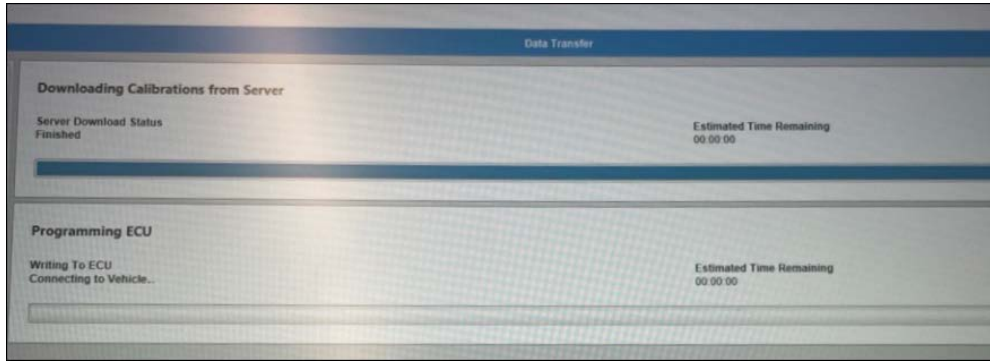 Data Transfer
Downloading Calibrations from Server
Server Download Status
Finished
Estimated Time Remaining
00:00:00
Programming ECU
Writing To ECU
Connecting to Vehicle...
Estimated Time Remaining
00:00:00